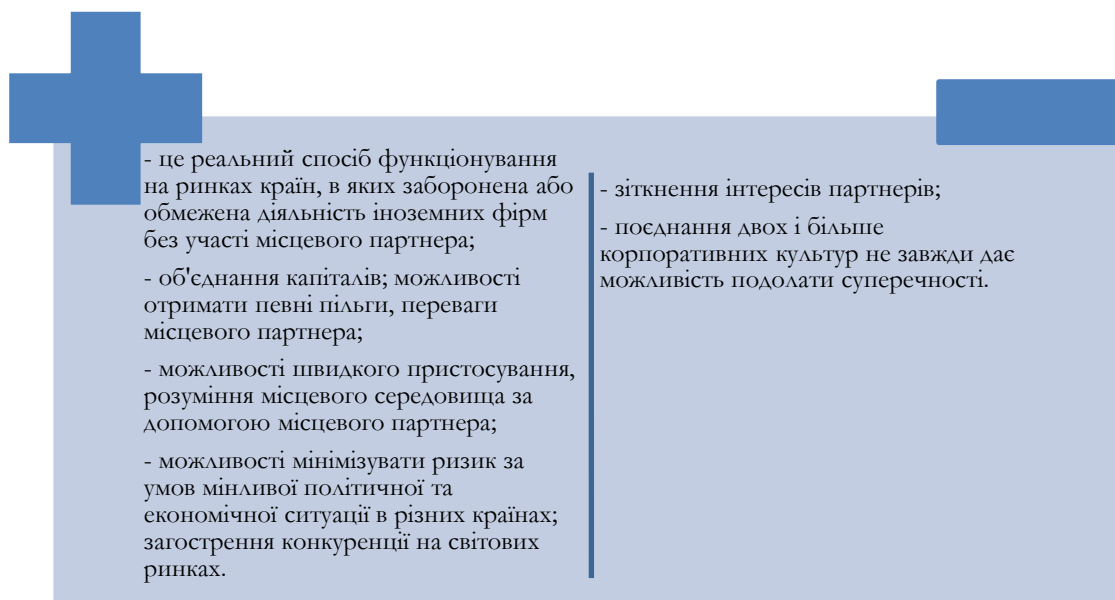 - це реальний спосіб функціонування
на ринках країн, в яких заборонена або
обмежена діяльність іноземних фірм
без участі місцевого партнера;
- об'єднання капіталів; можливості
отримати певні пільги, переваги
місцевого партнера;
- можливості швидкого пристосування,
розуміння місцевого середовища за
допомогою місцевого партнера;
- можливості мінімізувати ризик за
умов мінливої політичної та
економічної ситуації в різних країнах;
загострення конкуренції на світових
ринках.
- зіткнення інтересів партнерів;
- поєднання двох і більше
корпоративних культур не завжди дає
можливість подолати суперечності.